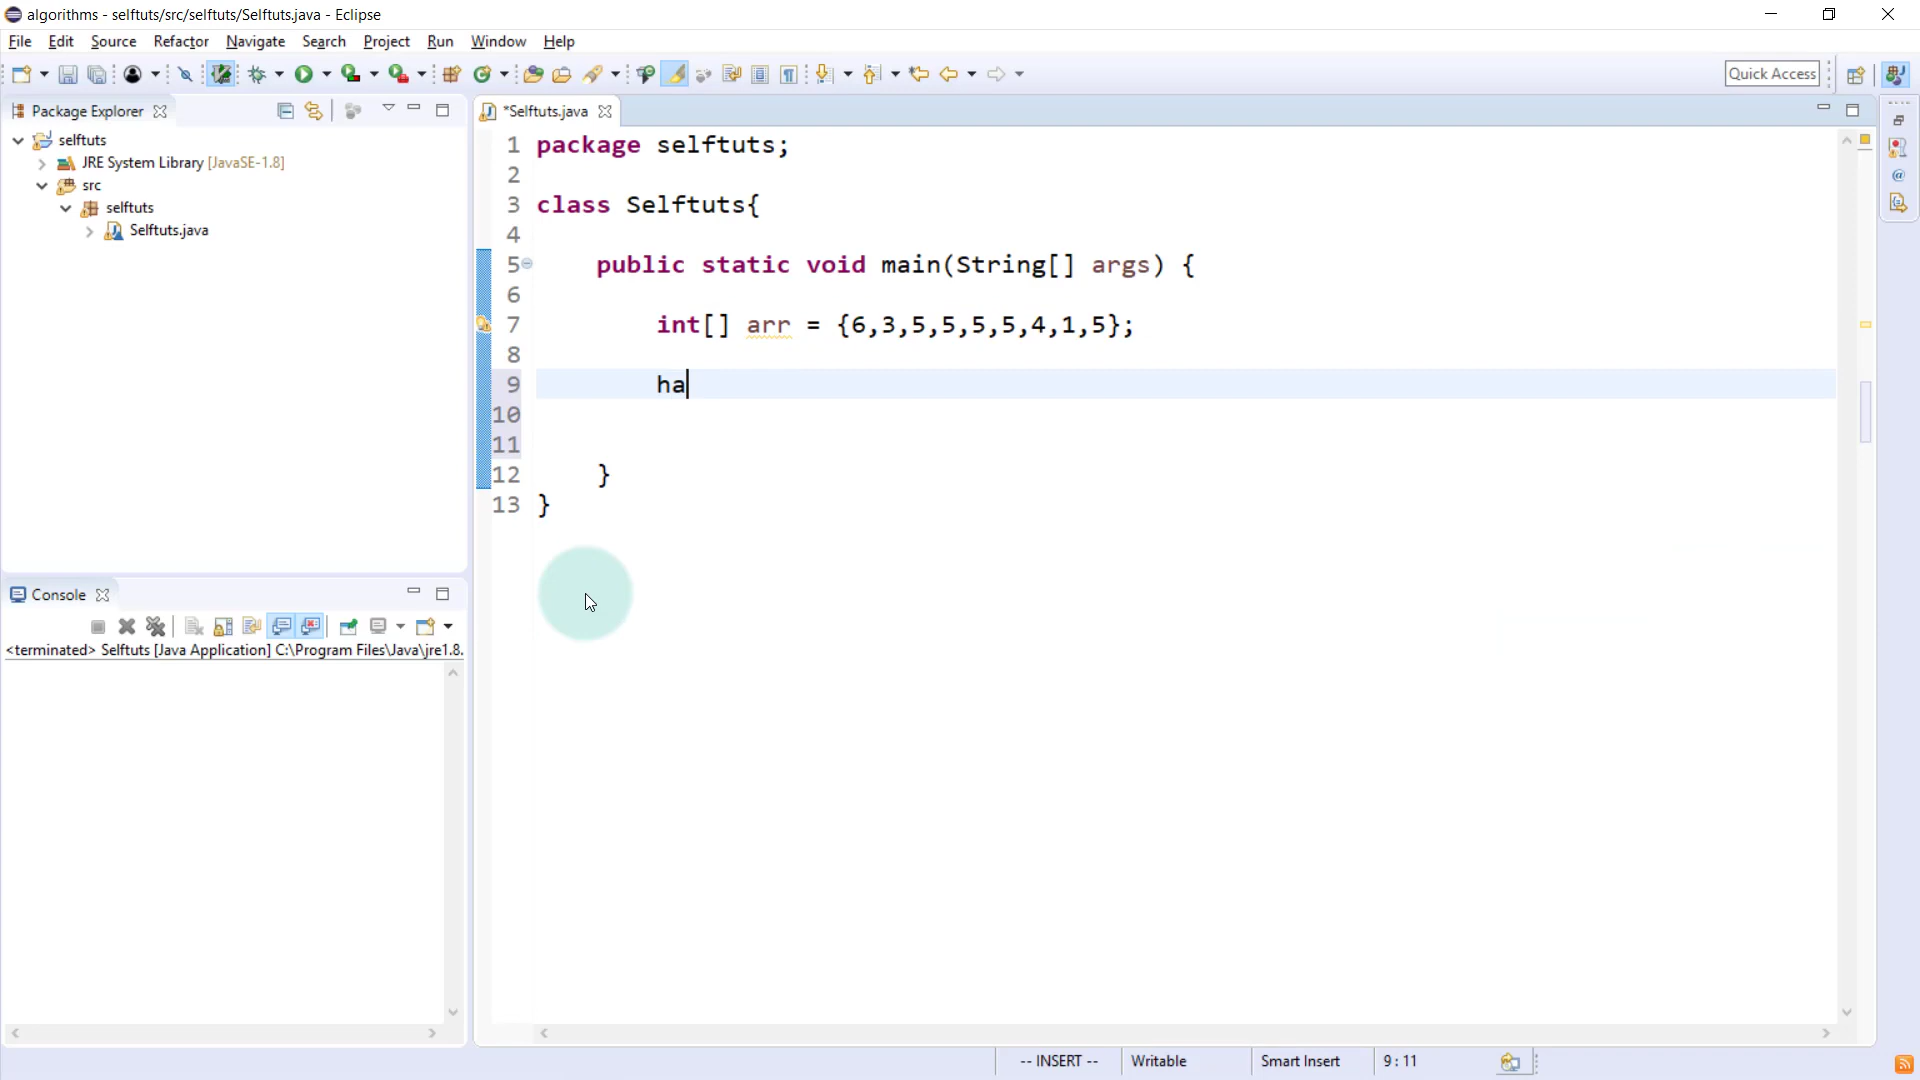 algorithms - selftuts/src/selftuts/Selftuts.java - Eclipse
File Edit Source Refactor Navigate Search Project Run Window Help
Quick Access
Package Explorer
*Selftuts.java
selftuts
JRE System Library [JavaSE-1.8]
src
selftuts
Selftuts.java
1 package selftuts;
2
3 class Selftuts{
4
5 public static void main(String[] args) {
6
7 int[] arr = {6,3,5,5,5,5,4,1,5};
8
9 ha
10
11
12 }
13 }
Console
<terminated> Selftuts [Java Application] C:\Program Files\Java\jre1.8.
-- INSERT -- Writable Smart Insert 9 : 11